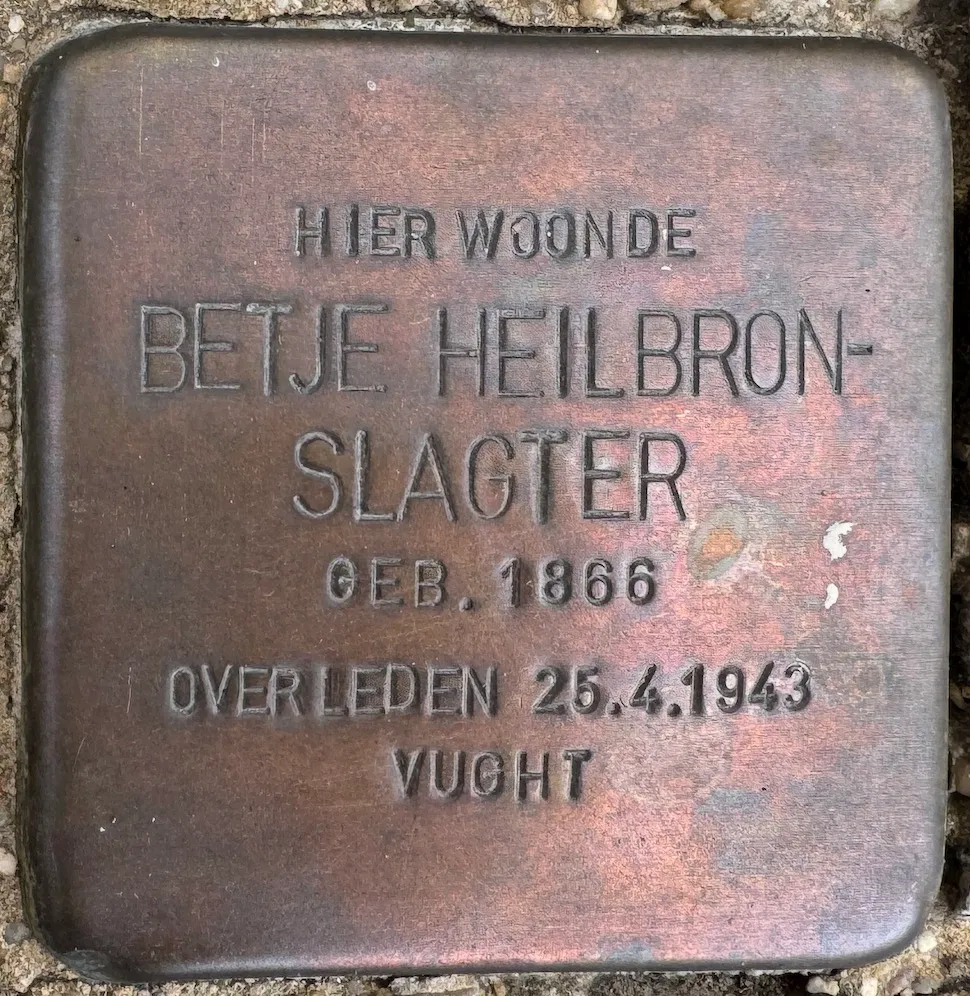 HIER WOONDE
BETJE HEILBRON-
SLAGTER
GEB. 1866
OVERLEDEN 25.4.1943
VUGHT